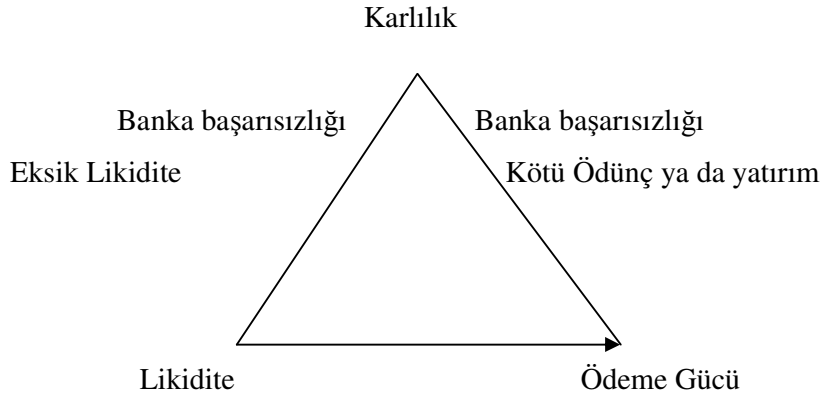 Karlılık
Banka başarısızlığı
Banka başarısızlığı
Eksik Likidite
Kötü Ödünç ya da yatırım
Likidite
Ödeme Gücü